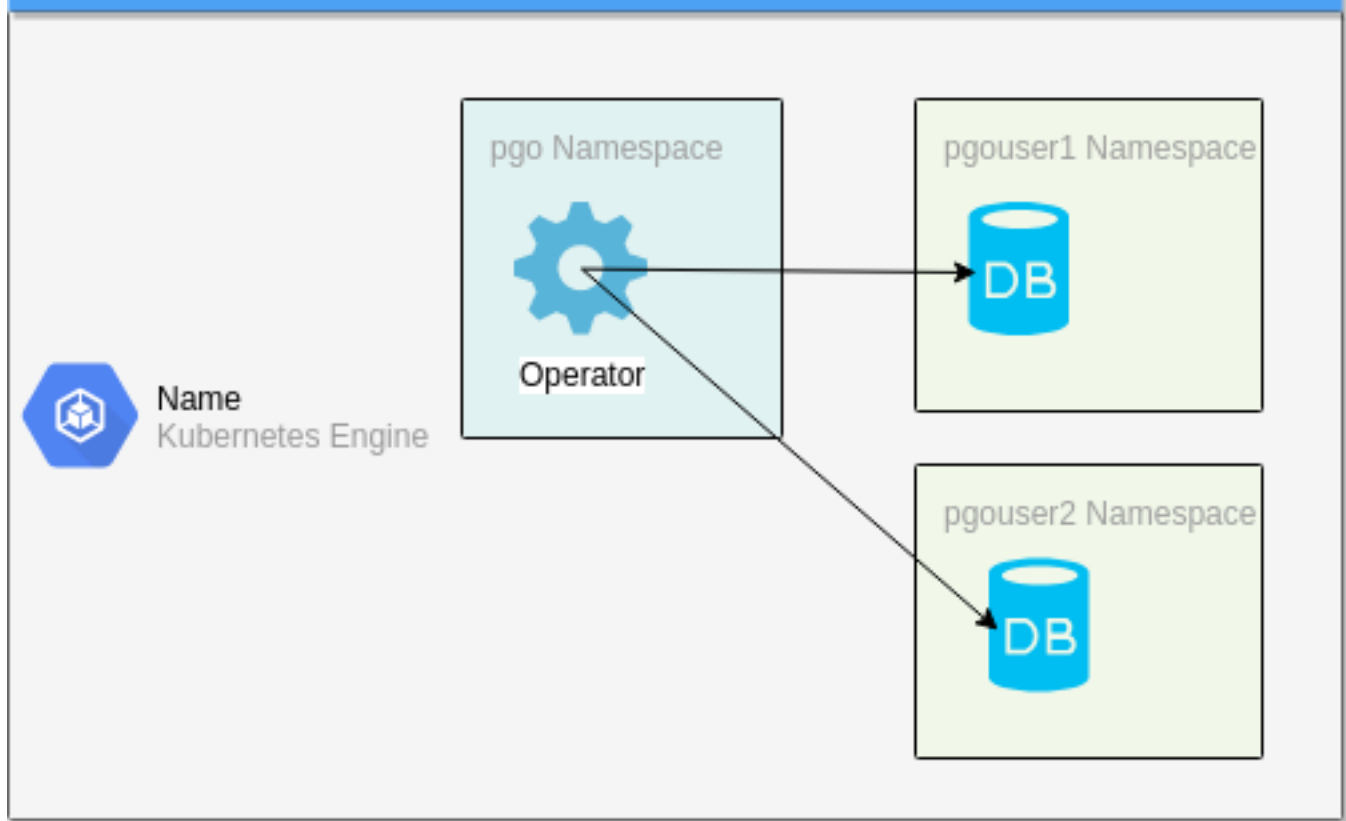 Name
Kubernetes Engine
pgo Namespace
Operator
pgouser1 Namespace
DB
pgouser2 Namespace
DB